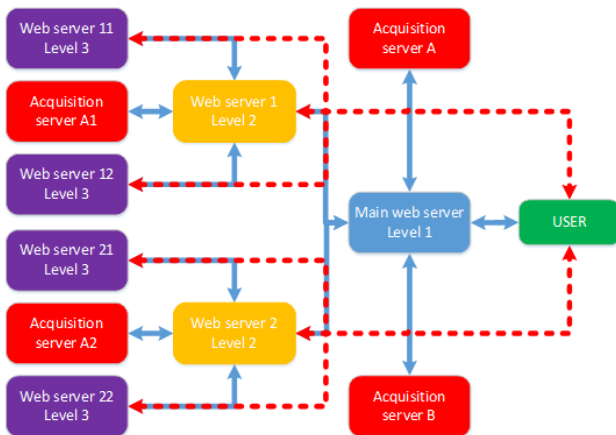 Web server 11
Level 3
Acquisition
server A
Acquisition
server A1
Web server 1
Level 2
Web server 12
Level 3
Main web server
Level 1
USER
Web server 21
Level 3
Acquisition
server A2
Web server 2
Level 2
Web server 22
Level 3
Acquisition
server B